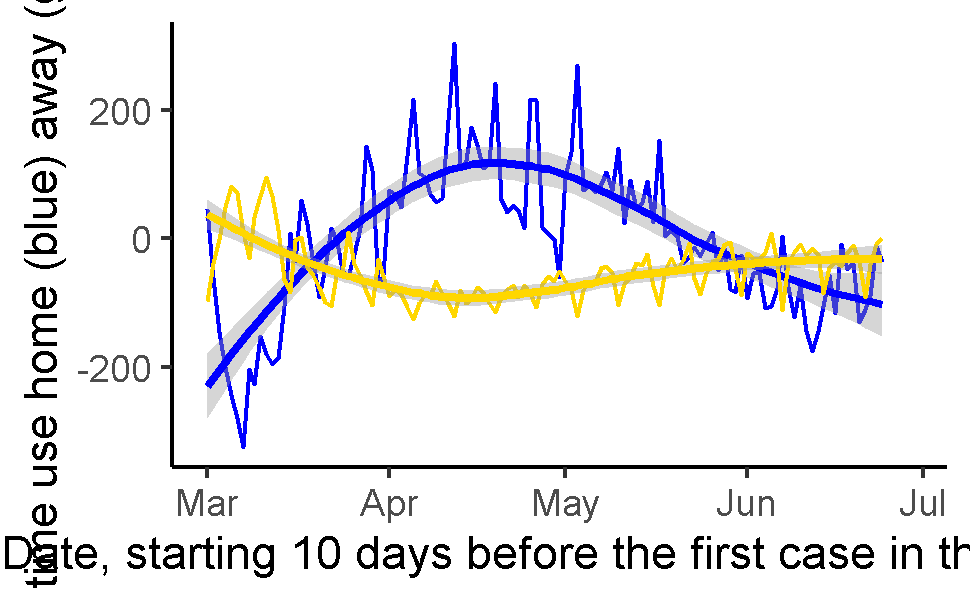 time use home (blue) away (
200
0
-200
Mar Apr May Jun Jul
Date, starting 10 days before the first case in th